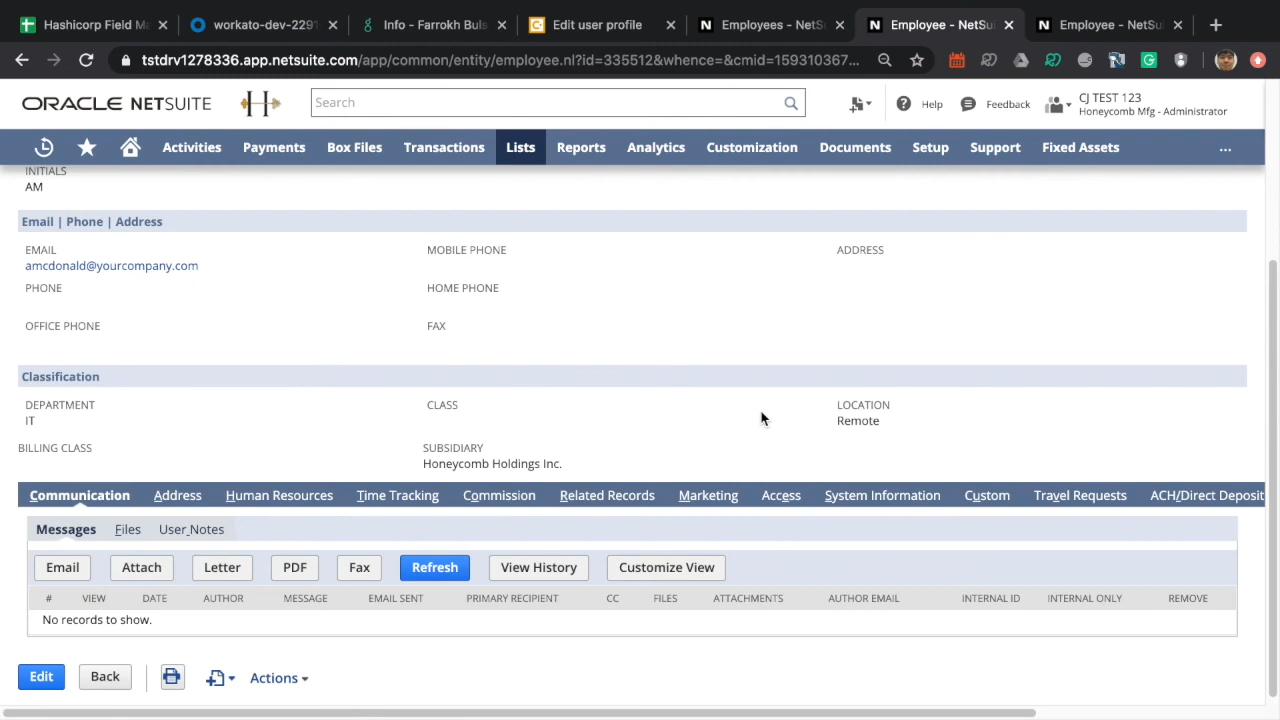 Hashicorp Field Ma
workato-dev-2291
Info - Farrokh Buls
Edit user profile
Employees - NetSu
Employee - NetSui
Employee - NetSu
tstdrv1278336.app.netsuite.com/app/common/entity/employee.nl?id=335512&whence=&cmid=159310367...
ORACLE NETSUITE
H
Search
Help
Feedback
CJ TEST 123
Honeycomb Mfg - Administrator
Activities Payments Box Files Transactions Lists Reports Analytics Customization Documents Setup Support Fixed Assets ...
INITIALS
AM
Email | Phone | Address
EMAIL MOBILE PHONE ADDRESS
amcdonald@yourcompany.com
PHONE HOME PHONE
OFFICE PHONE FAX
Classification
DEPARTMENT CLASS LOCATION
IT Remote
BILLING CLASS SUBSIDIARY
Honeycomb Holdings Inc.
Communication Address Human Resources Time Tracking Commission Related Records Marketing Access System Information Custom Travel Requests ACH/Direct Deposit
Messages Files User Notes
Email Attach Letter PDF Fax Refresh View History Customize View
# VIEW DATE AUTHOR MESSAGE EMAIL SENT PRIMARY RECIPIENT CC FILES ATTACHMENTS AUTHOR EMAIL INTERNAL ID INTERNAL ONLY REMOVE
No records to show.
Edit Back Actions